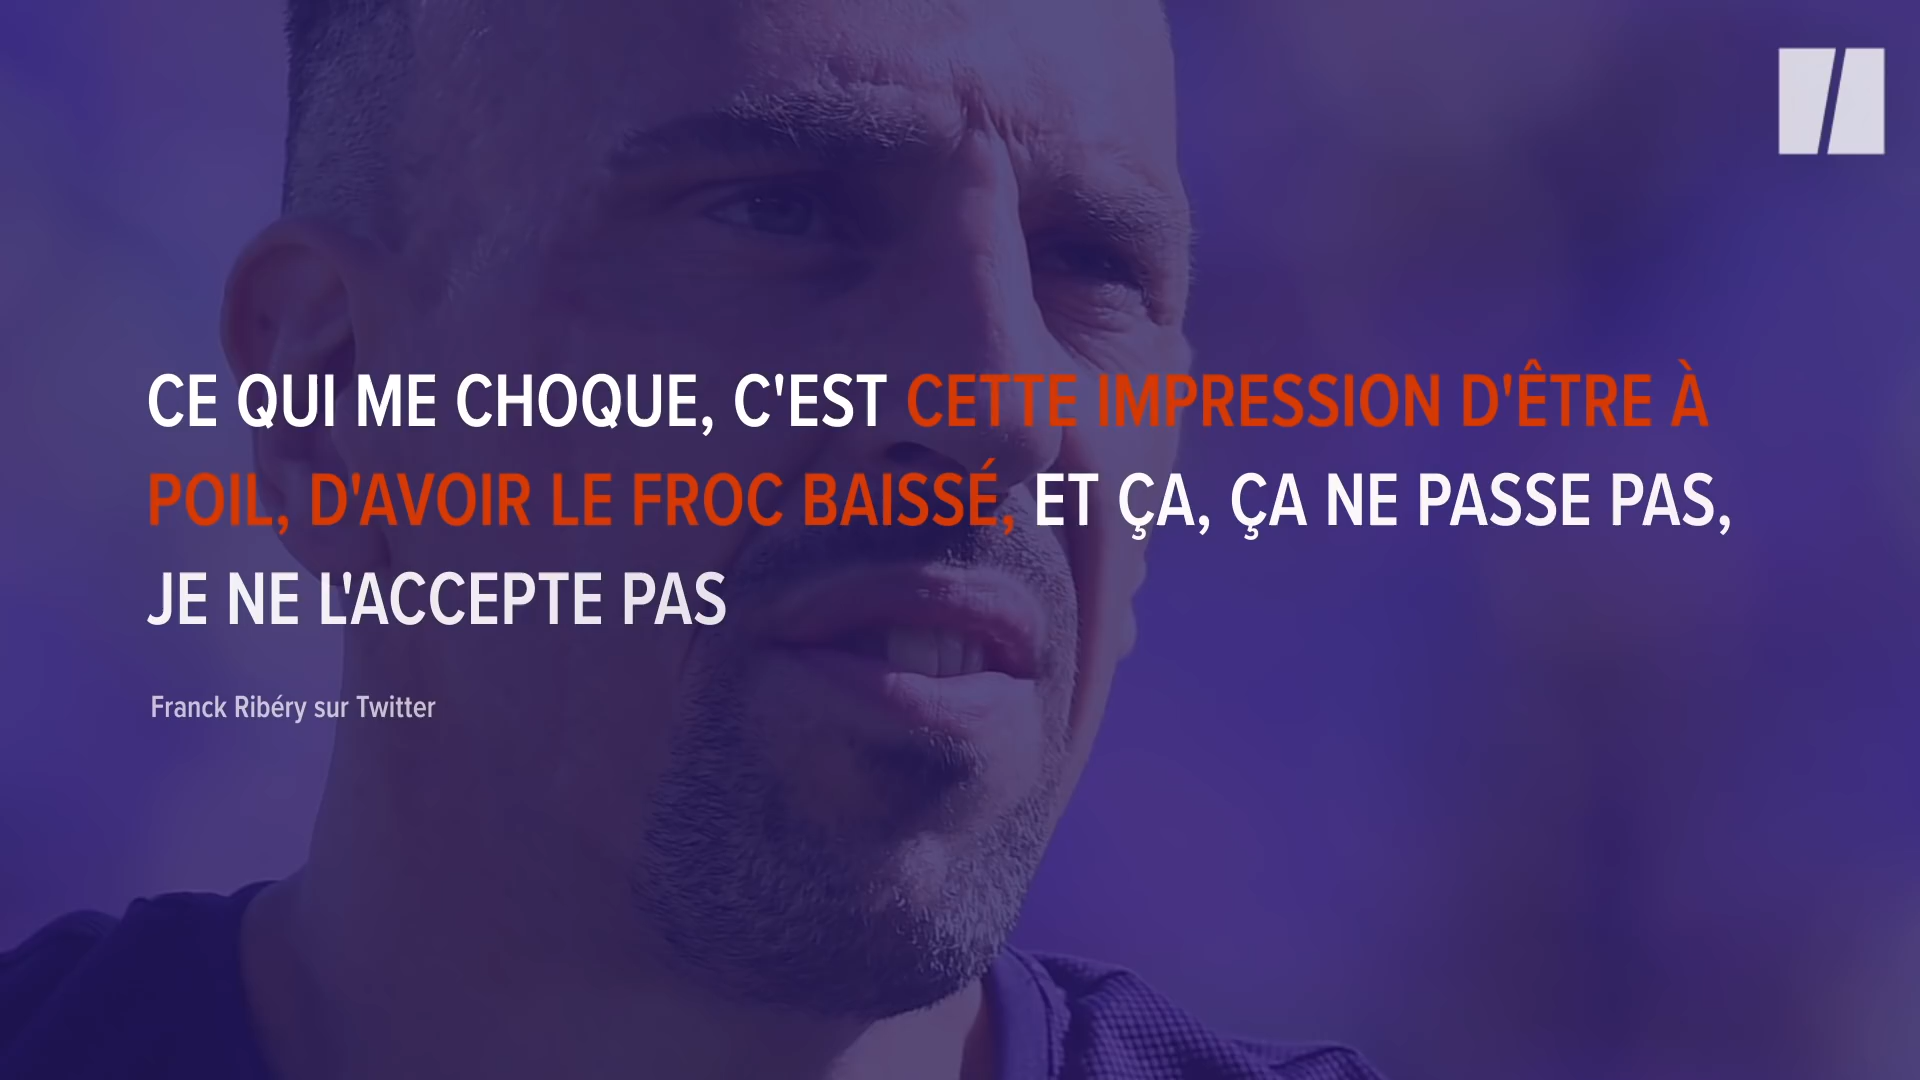 CE QUI ME CHOQUE, C'EST CETTE IMPRESSION D'ÊTRE À
POIL, D'AVOIR LE FROC BAISSÉ, ET ÇA, ÇA NE PASSE PAS,
JE NE L'ACCEPTE PAS
Franck Ribéry sur Twitter